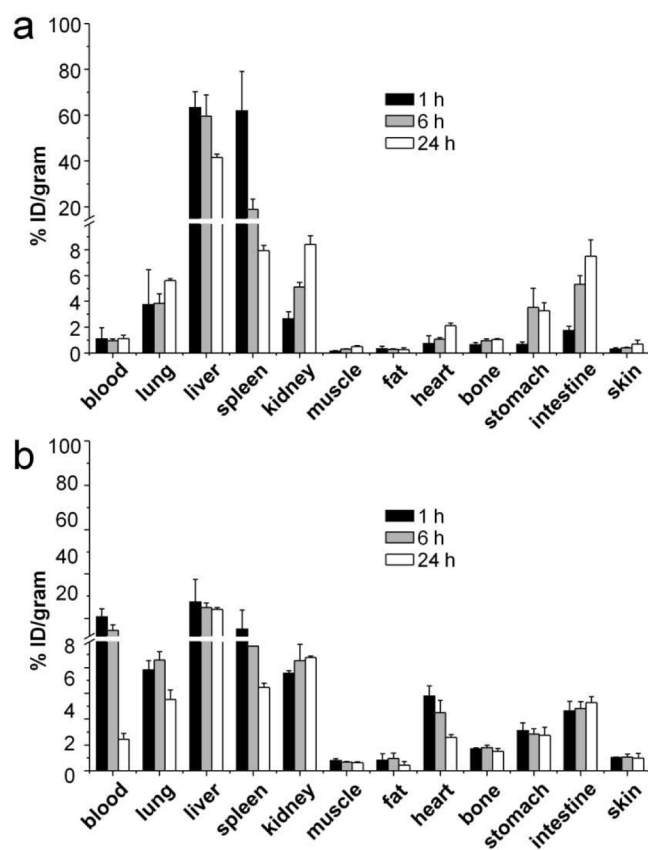 a
100
80
60
40
20
8
6
4
2
0
% ID/gram
1 h
6 h
24 h
blood
lung
liver
spleen
kidney
muscle
fat
heart
bone
stomach
intestine
skin
b
100
80
60
40
20
8
6
4
2
0
% ID/gram
1 h
6 h
24 h
blood
lung
liver
spleen
kidney
muscle
fat
heart
bone
stomach
intestine
skin